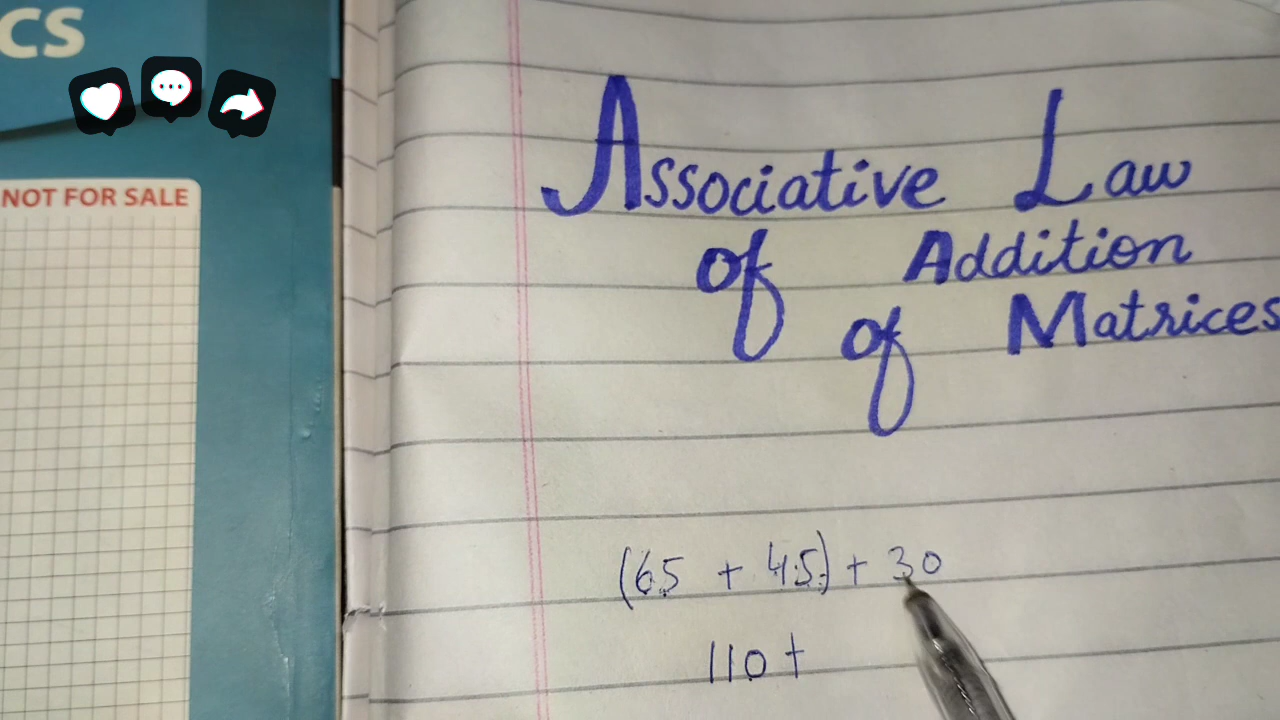 CS
NOT FOR SALE
Associative Law
of Addition
of Matrices
(65 + 45) + 30
110 +